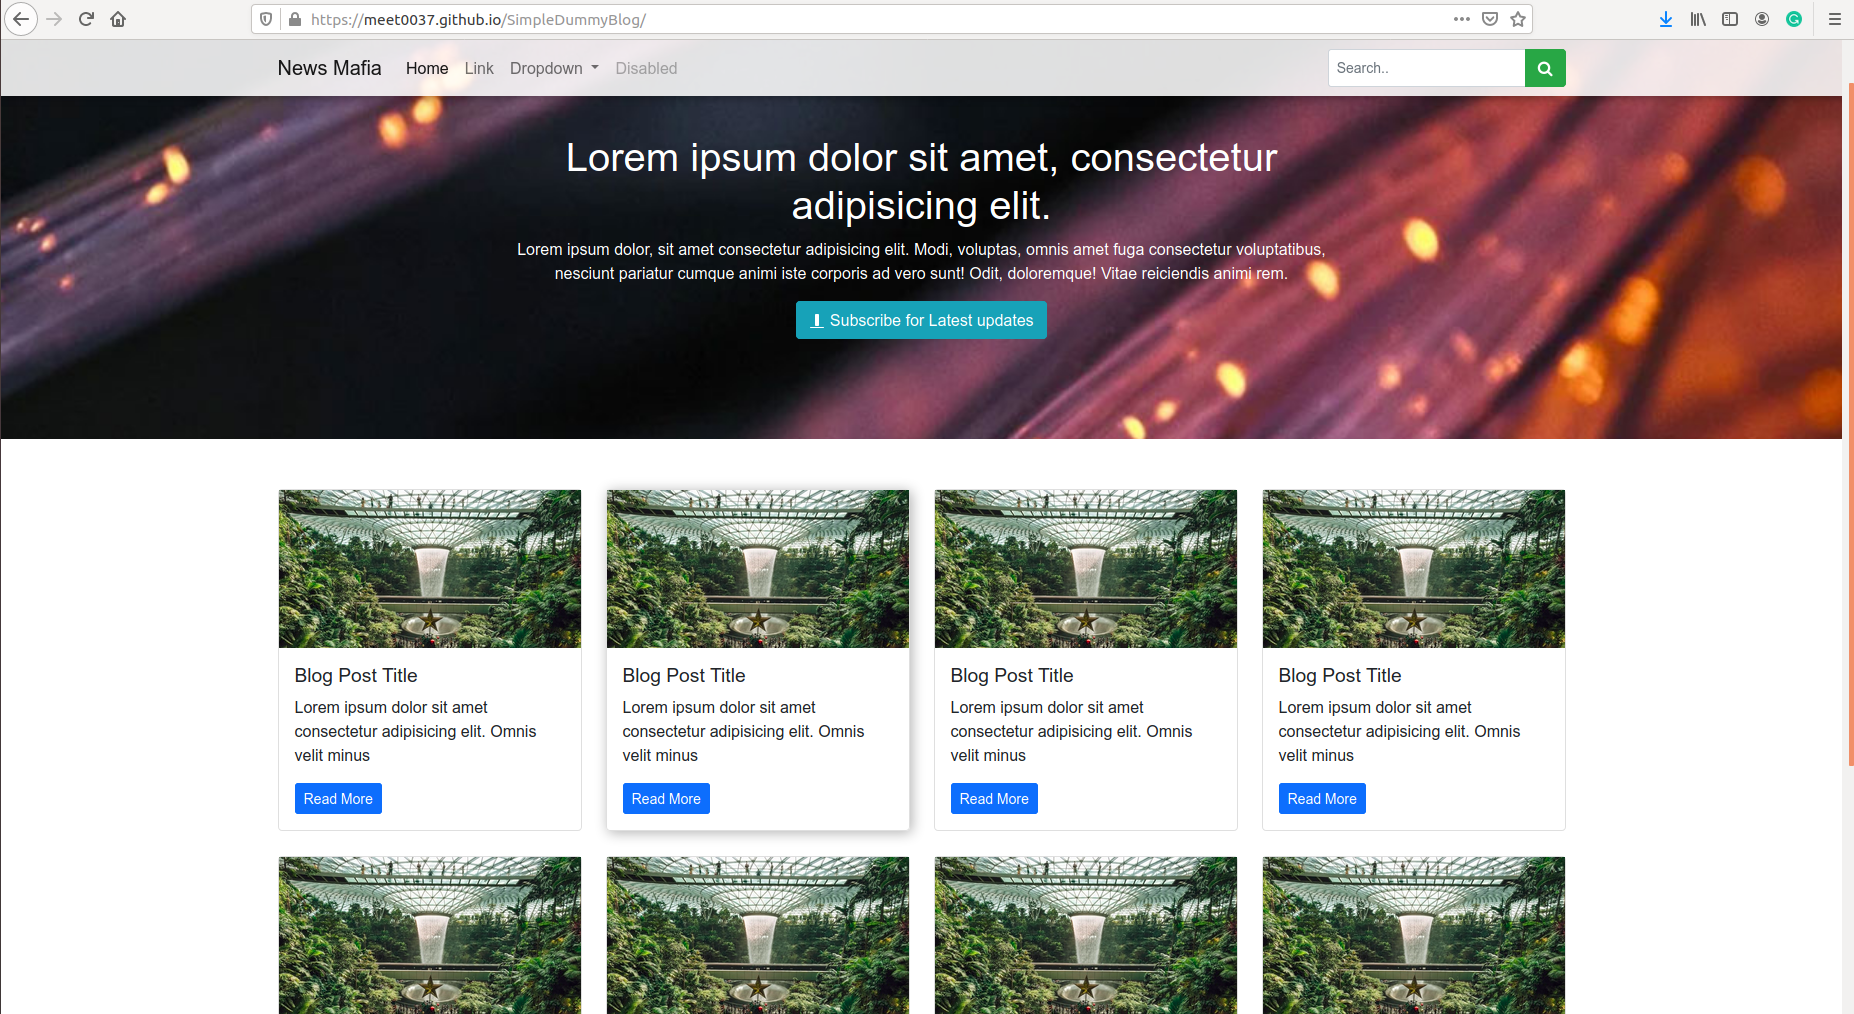 https://meet0037.github.io/SimpleDummyBlog/
News Mafia Home Link Dropdown Disabled Search..
Lorem ipsum dolor sit amet, consectetur
adipisicing elit.
Lorem ipsum dolor, sit amet consectetur adipisicing elit. Modi, voluptas, omnis amet fuga consectetur voluptatibus,
nesciunt pariatur cumque animi iste corporis ad vero sunt! Odit, doloremque! Vitae reiciendis animi rem.
Subscribe for Latest updates
Blog Post Title
Lorem ipsum dolor sit amet
consectetur adipisicing elit. Omnis
velit minus
Read More
Blog Post Title
Lorem ipsum dolor sit amet
consectetur adipisicing elit. Omnis
velit minus
Read More
Blog Post Title
Lorem ipsum dolor sit amet
consectetur adipisicing elit. Omnis
velit minus
Read More
Blog Post Title
Lorem ipsum dolor sit amet
consectetur adipisicing elit. Omnis
velit minus
Read More